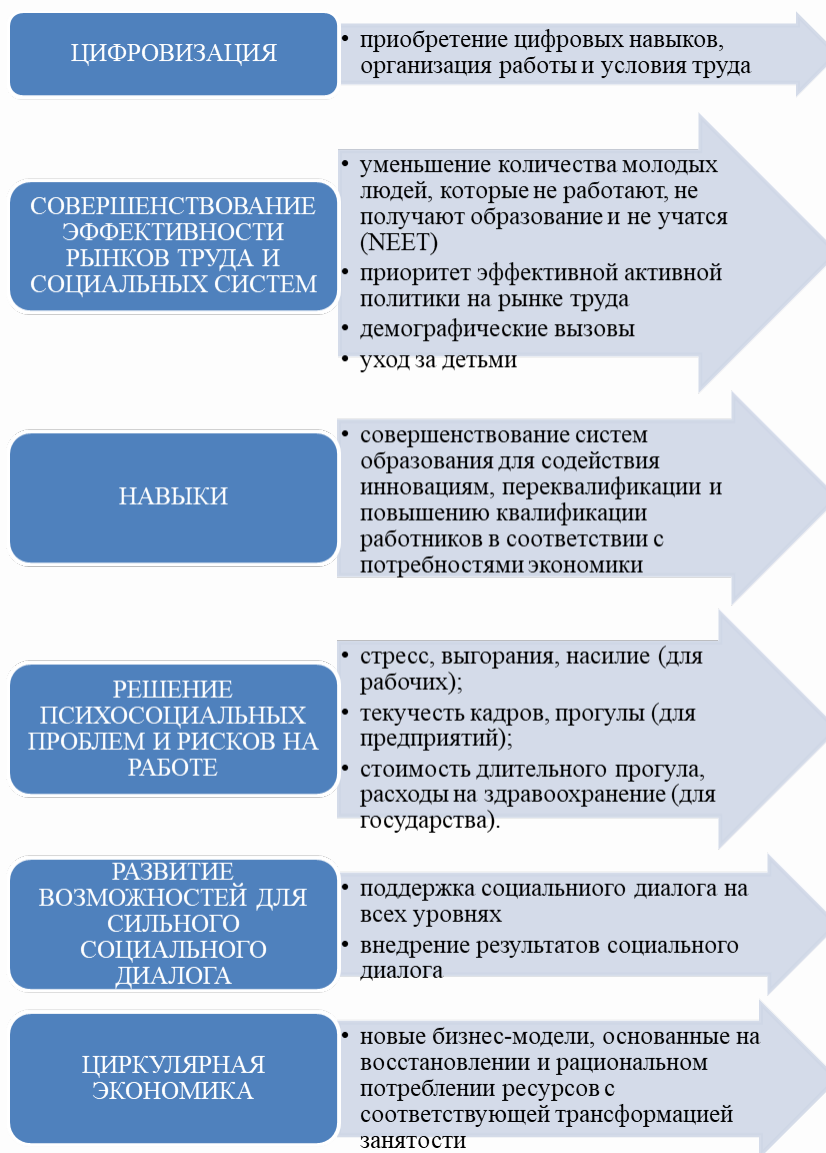 ЦИФРОВИЗАЦИЯ
• приобретение цифровых навыков,
организация работы и условия труда
СОВЕРШЕНСТВОВАНИЕ
ЭФФЕКТИВНОСТИ
РЫНКОВ ТРУДА И
СОЦИАЛЬНЫХ СИСТЕМ
• уменьшение количества молодых
людей, которые не работают, не
получают образование и не учатся
(NEET)
• приоритет эффективной активной
политики на рынке труда
• демографические вызовы
• уход за детьми
НАВЫКИ
• совершенствование систем
образования для содействия
инновациям, переквалификации и
повышению квалификации
работников в соответствии с
потребностями экономики
РЕШЕНИЕ
ПСИХОСОЦИАЛЬНЫХ
ПРОБЛЕМ И РИСКОВ НА
РАБОТЕ
• стресс, выгорания, насилие (для
рабочих);
• текучесть кадров, прогулы (для
предприятий);
• стоимость длительного прогула,
расходы на здравоохранение (для
государства).
РАЗВИТИЕ
ВОЗМОЖНОСТЕЙ ДЛЯ
СИЛЬНОГО
СОЦИАЛЬНОГО
ДИАЛОГА
• поддержка социальниого диалога на
всех уровнях
• внедрение результатов социального
диалога
ЦИРКУЛЯРНАЯ
ЭКОНОМИКА
• новые бизнес-модели, основанные на
восстановлении и рациональном
потреблении ресурсов с
соответствующей трансформацией
занятости